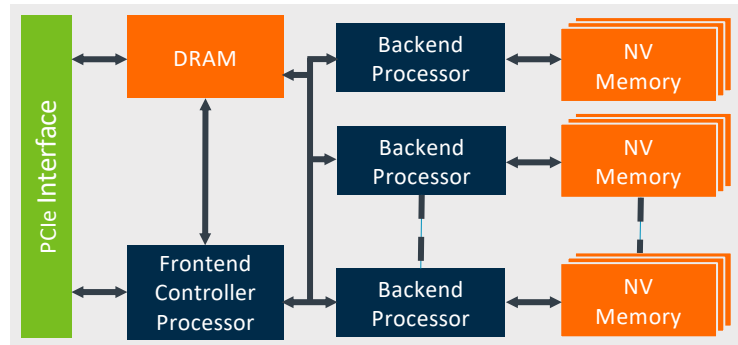 PCIe Interface
DRAM
Frontend
Controller
Processor
Backend
Processor
NV
Memory
Backend
Processor
NV
Memory
Backend
Processor
NV
Memory